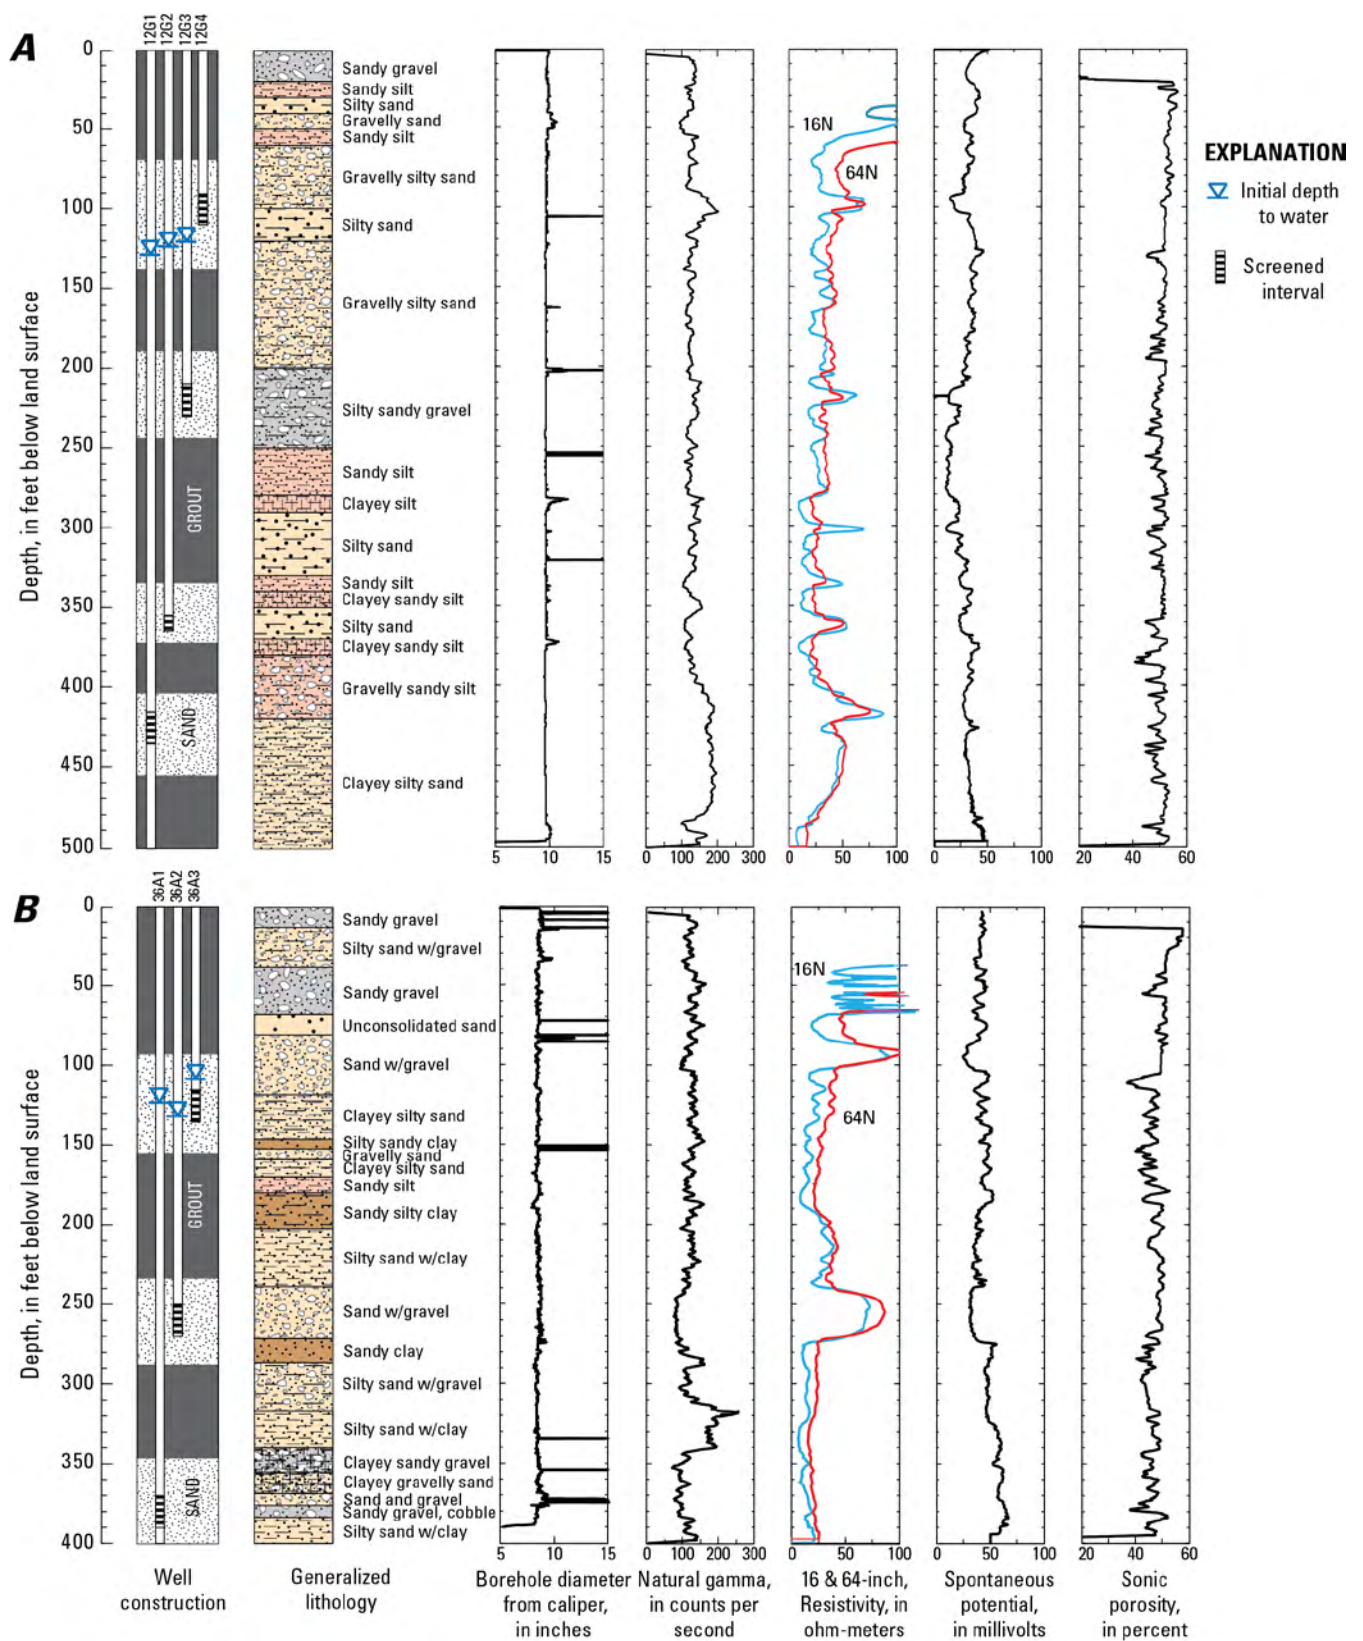 A
12G1
12G2
12G3
12G4
Depth, in feet below land surface
0
50
100
150
200
250
300
350
400
450
500
GROUT
SAND
Sandy gravel
Sandy silt
Silty sand
Gravelly sand
Sandy silt
Gravelly silty sand
Silty sand
Gravelly silty sand
Silty sandy gravel
Sandy silt
Clayey silt
Silty sand
Sandy silt
Clayey sandy silt
Silty sand
Clayey sandy silt
Gravelly sandy silt
Clayey silty sand
16N
64N
5 10 15
0 100 200 300
0 50 100
0 50 100
20 40 60
EXPLANATION
Initial depth
to water
Screened
interval
B
36A1
36A2
36A3
Depth, in feet below land surface
0
50
100
150
200
250
300
350
400
GROUT
SAND
Sandy gravel
Silty sand w/gravel
Sandy gravel
Unconsolidated sand
Sand w/gravel
Clayey silty sand
Silty sandy clay
Gravelly sand
Clayey silty sand
Sandy silt
Sandy silty clay
Silty sand w/clay
Sand w/gravel
Sandy clay
Silty sand w/gravel
Silty sand w/clay
Clayey sandy gravel
Clayey gravelly sand
Sand and gravel
Sandy gravel, cobble
Silty sand w/clay
16N
64N
5 10 15
0 100 200 300
0 50 100
0 50 100
20 40 60
Well
construction
Generalized
lithology
Borehole diameter
from caliper,
in inches
Natural gamma,
in counts per
second
16 & 64-inch,
Resistivity, in
ohm-meters
Spontaneous
potential,
in millivolts
Sonic
porosity,
in percent